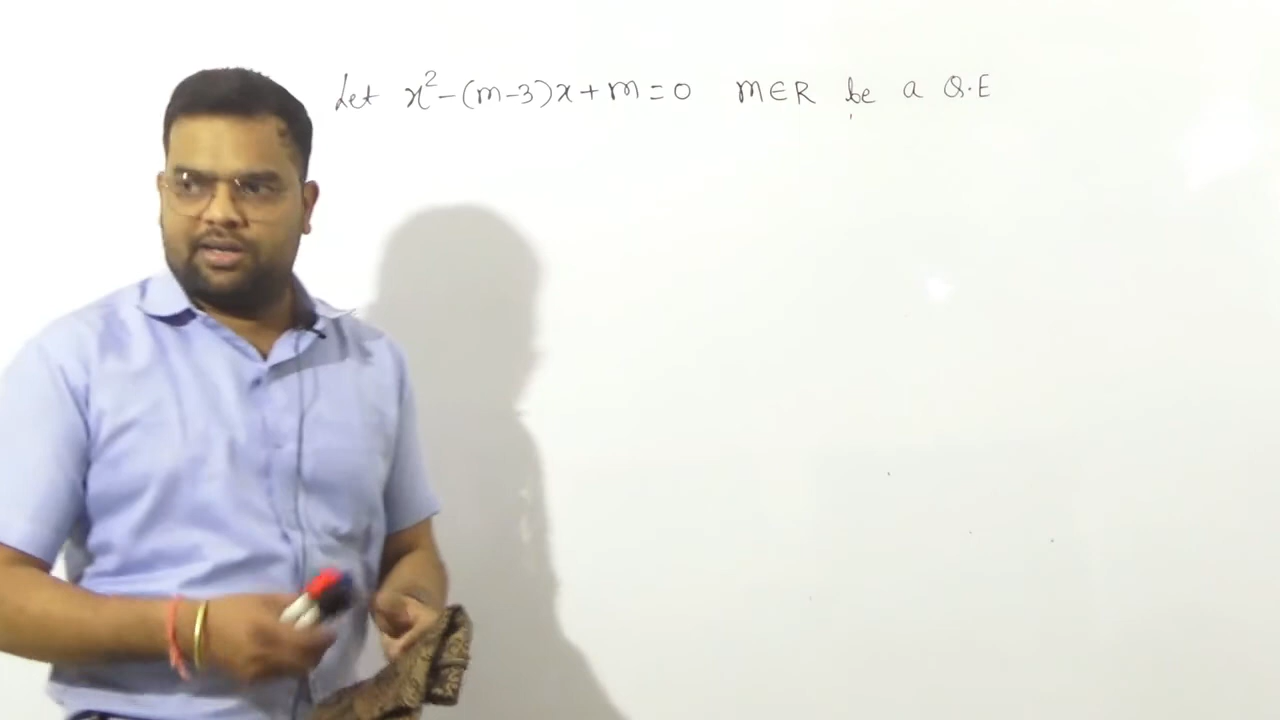 Let x²-(m-3)x+m=0 m∈R be a Q.E